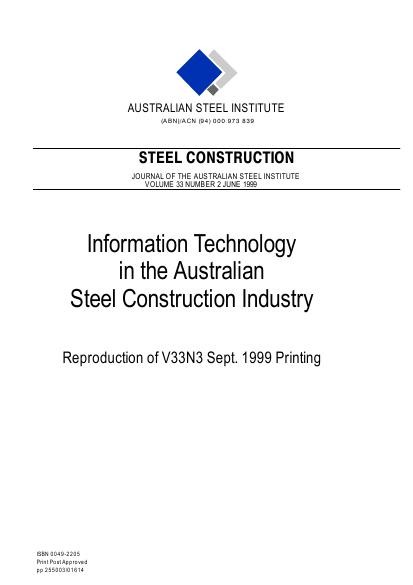 AUSTRALIAN STEEL INSTITUTE
(ABN)/ACN (94) 000 973 839
STEEL CONSTRUCTION
JOURNAL OF THE AUSTRALIAN STEEL INSTITUTE
VOLUME 33 NUMBER 2 JUNE 1999
Information Technology
in the Australian
Steel Construction Industry
Reproduction of V33N3 Sept. 1999 Printing
ISBN 0049-2205
Print Post Approved
pp 255003/01614